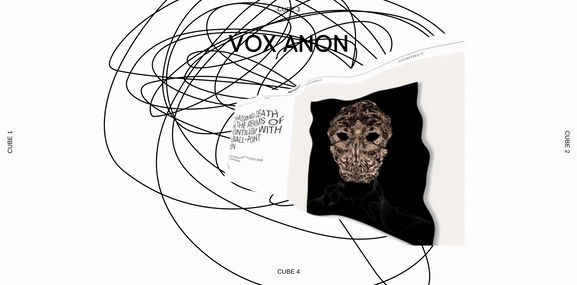 CUBE 3
VOX ANON
CONTACT
CHASING DEATH
& THE REALMS OF
WITH
BALL-POINT
CUBE 1
CUBE 2
CUBE 4